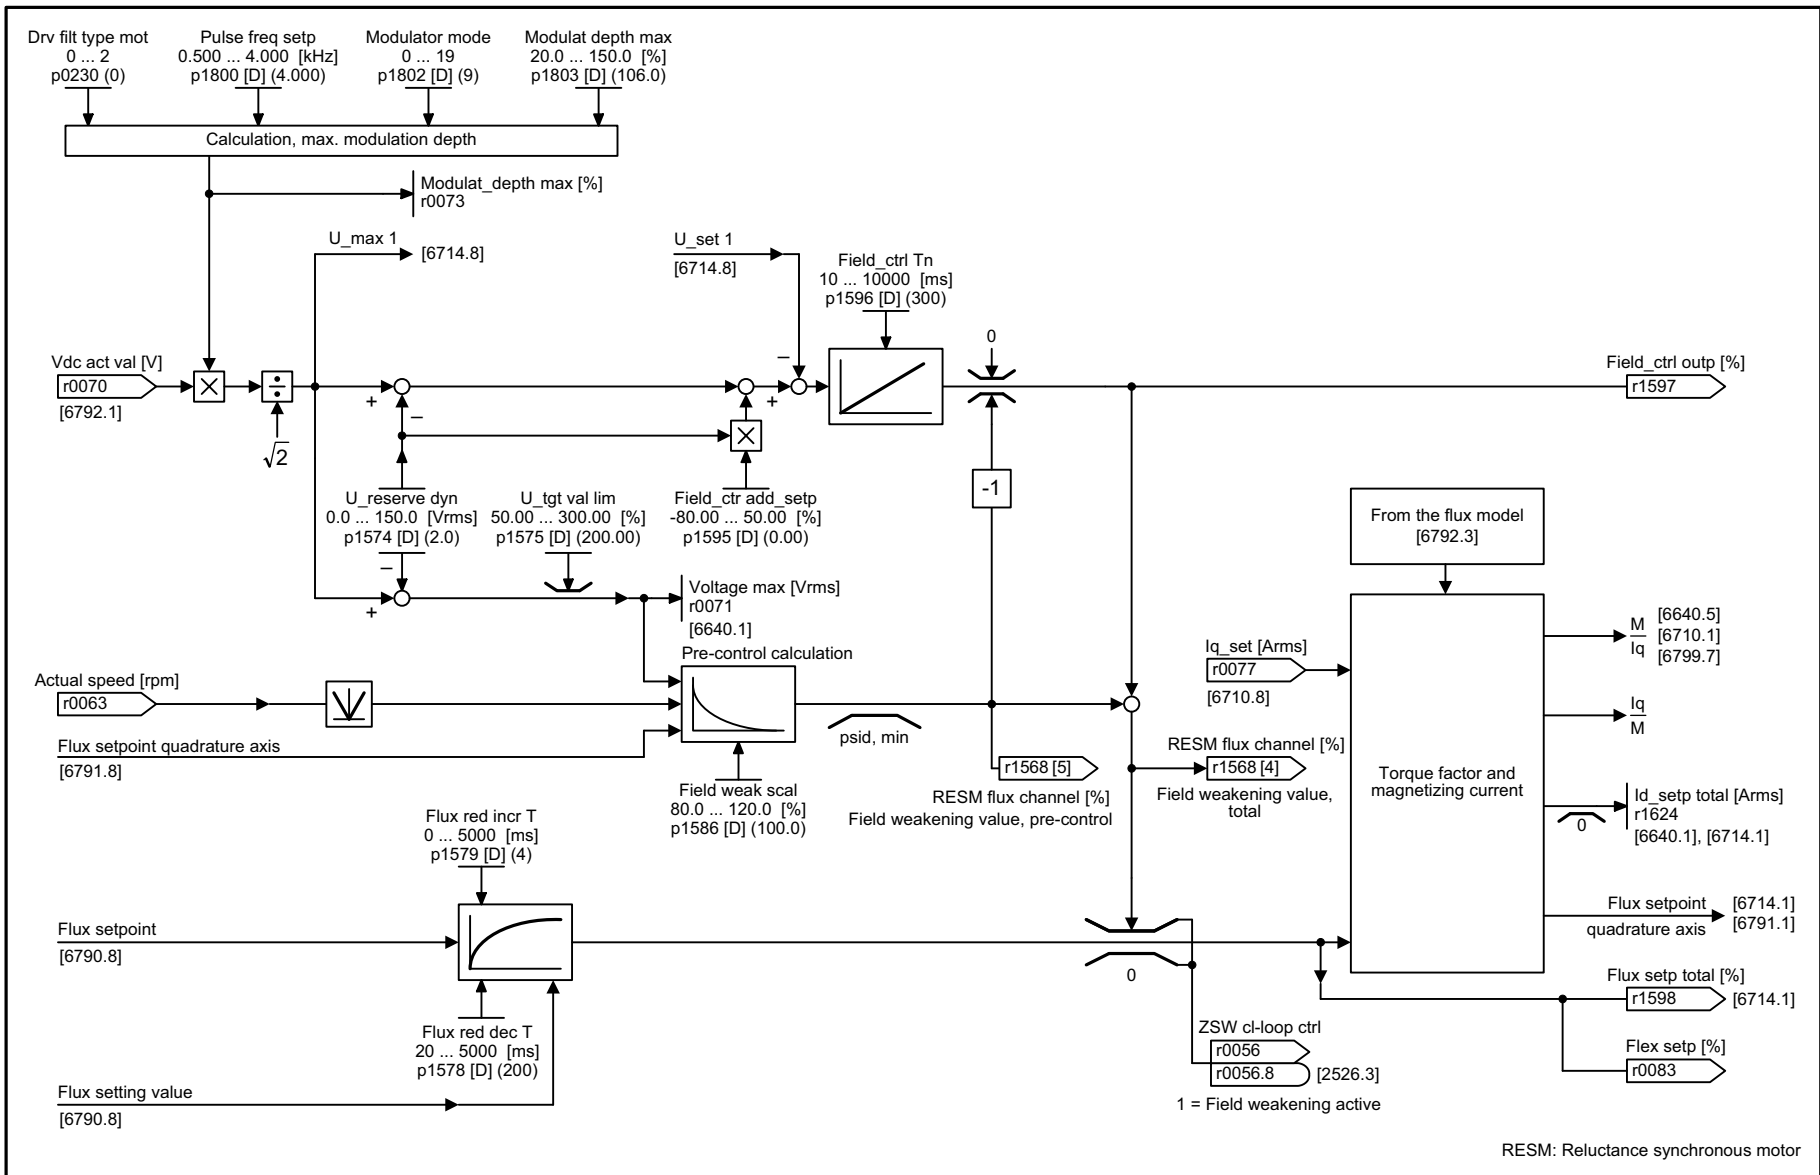 Drv filt type mot
0 ... 2
p0230 (0)
Pulse freq setp
0.500 ... 4.000 [kHz]
p1800 [D] (4.000)
Modulator mode
0 ... 19
p1802 [D] (9)
Modulat depth max
20.0 ... 150.0 [%]
p1803 [D] (106.0)
Calculation, max. modulation depth
Modulat_depth max [%]
r0073
U_max 1
[6714.8]
U_set 1
[6714.8]
Field_ctrl Tn
10 ... 10000 [ms]
p1596 [D] (300)
0
Vdc act val [V]
r0070
[6792.1]
×
÷
√2
+
–
+
–
×
Field_ctrl outp [%]
r1597
-1
U_reserve dyn
0.0 ... 150.0 [Vrms]
p1574 [D] (2.0)
–
+
U_tgt val lim
50.00 ... 300.00 [%]
p1575 [D] (200.00)
Field_ctr add_setp
-80.00 ... 50.00 [%]
p1595 [D] (0.00)
Voltage max [Vrms]
r0071
[6640.1]
From the flux model
[6792.3]
Pre-control calculation
Actual speed [rpm]
r0063
Flux setpoint quadrature axis
[6791.8]
Field weak scal
80.0 ... 120.0 [%]
p1586 [D] (100.0)
psid, min
r1568 [5]
RESM flux channel [%]
Field weakening value, pre-control
RESM flux channel [%]
r1568 [4]
Field weakening value,
total
Iq_set [Arms]
r0077
[6710.8]
Torque factor and
magnetizing current
M
Iq
[6640.5]
[6710.1]
[6799.7]
Iq
M
0
Id_setp total [Arms]
r1624
[6640.1], [6714.1]
Flux setpoint
quadrature axis
[6714.1]
[6791.1]
Flux red incr T
0 ... 5000 [ms]
p1579 [D] (4)
Flux setpoint
[6790.8]
Flux red dec T
20 ... 5000 [ms]
p1578 [D] (200)
Flux setting value
[6790.8]
0
ZSW cl-loop ctrl
r0056
r0056.8
[2526.3]
1 = Field weakening active
Flux setp total [%]
r1598
[6714.1]
Flex setp [%]
r0083
RESM: Reluctance synchronous motor